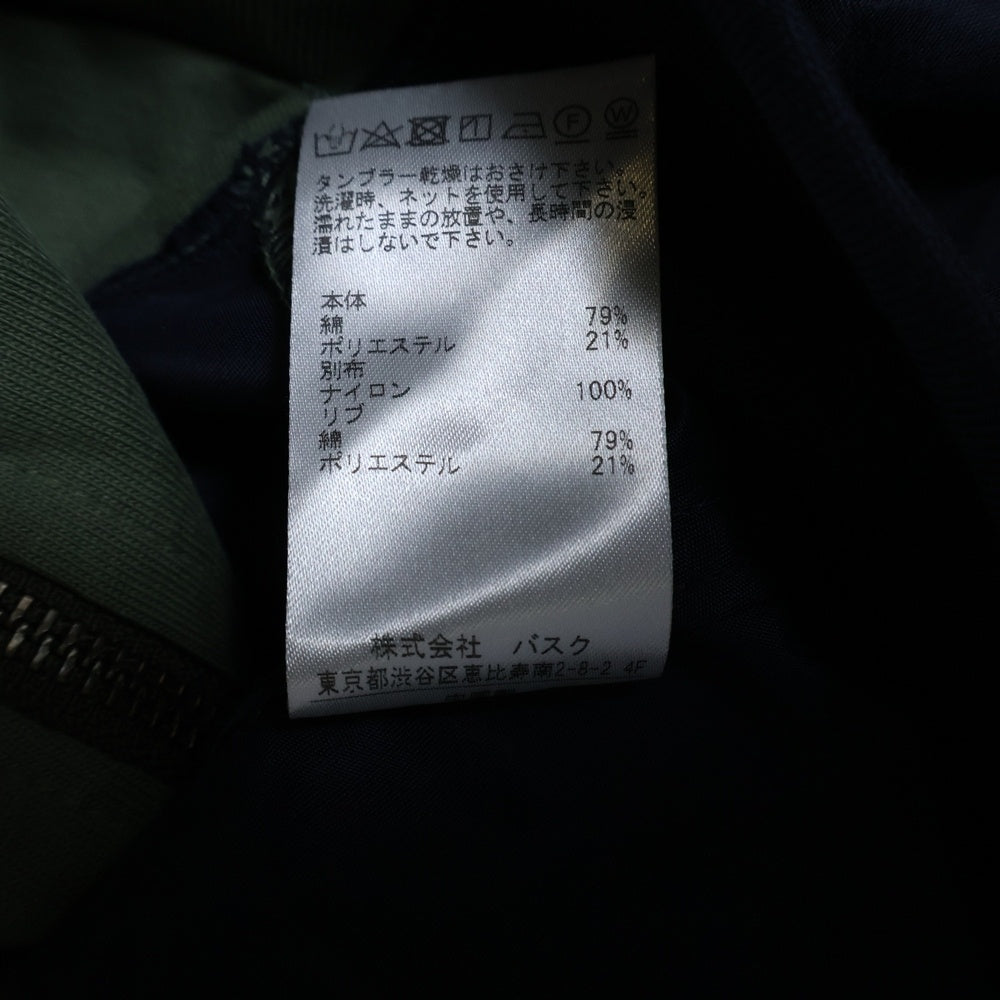 F W
タンブラー乾燥はおさけ下さい。
洗濯時、ネットを使用して下さい。
濡れたままの放置や、長時間の浸
漬はしないで下さい。
本体
綿 79%
ポリエステル 21%
別布
ナイロン 100%
リブ
綿 79%
ポリエステル 21%
株式会社 バスク
東京都渋谷区恵比寿南2-8-2 4F